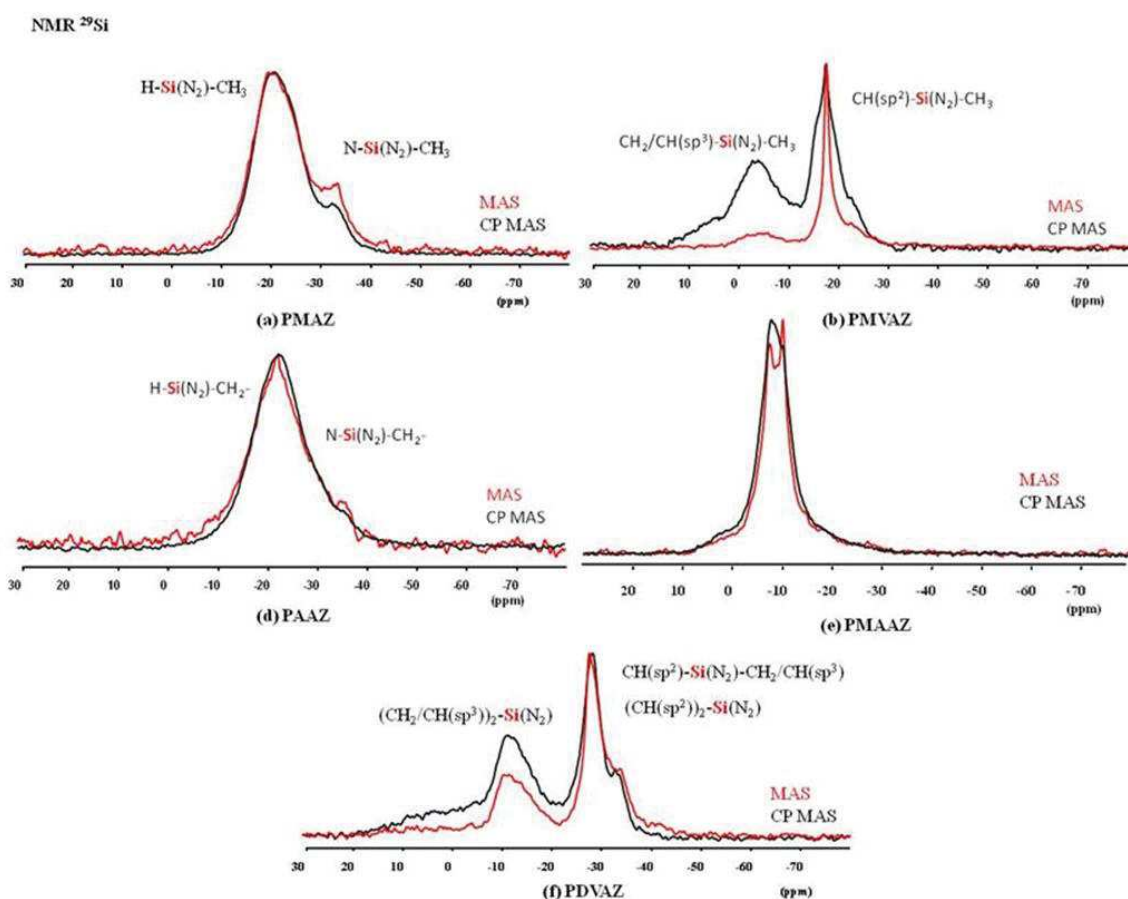 NMR ²⁹Si
H-Si(N₂)-CH₃
N-Si(N₂)-CH₃
MAS
CP MAS
30 20 10 0 -10 -20 -30 -40 -50 -60 -70
(ppm)
(a) PMAZ
CH(sp²)-Si(N₂)-CH₃
CH₂/CH(sp³)-Si(N₂)-CH₃
MAS
CP MAS
30 20 10 0 -10 -20 -30 -40 -50 -60 -70
(ppm)
(b) PMVAZ
H-Si(N₂)-CH₂-
N-Si(N₂)-CH₂-
MAS
CP MAS
30 20 10 0 -10 -20 -30 -40 -50 -60 -70
(ppm)
(d) PAAZ
MAS
CP MAS
20 10 0 -10 -20 -30 -40 -50 -60 -70
(ppm)
(e) PMAAZ
CH(sp²)-Si(N₂)-CH₂/CH(sp³)
(CH₂/CH(sp³))₂-Si(N₂)
(CH(sp²))₂-Si(N₂)
MAS
CP MAS
30 20 10 0 -10 -20 -30 -40 -50 -60 -70
(ppm)
(f) PDVAZ